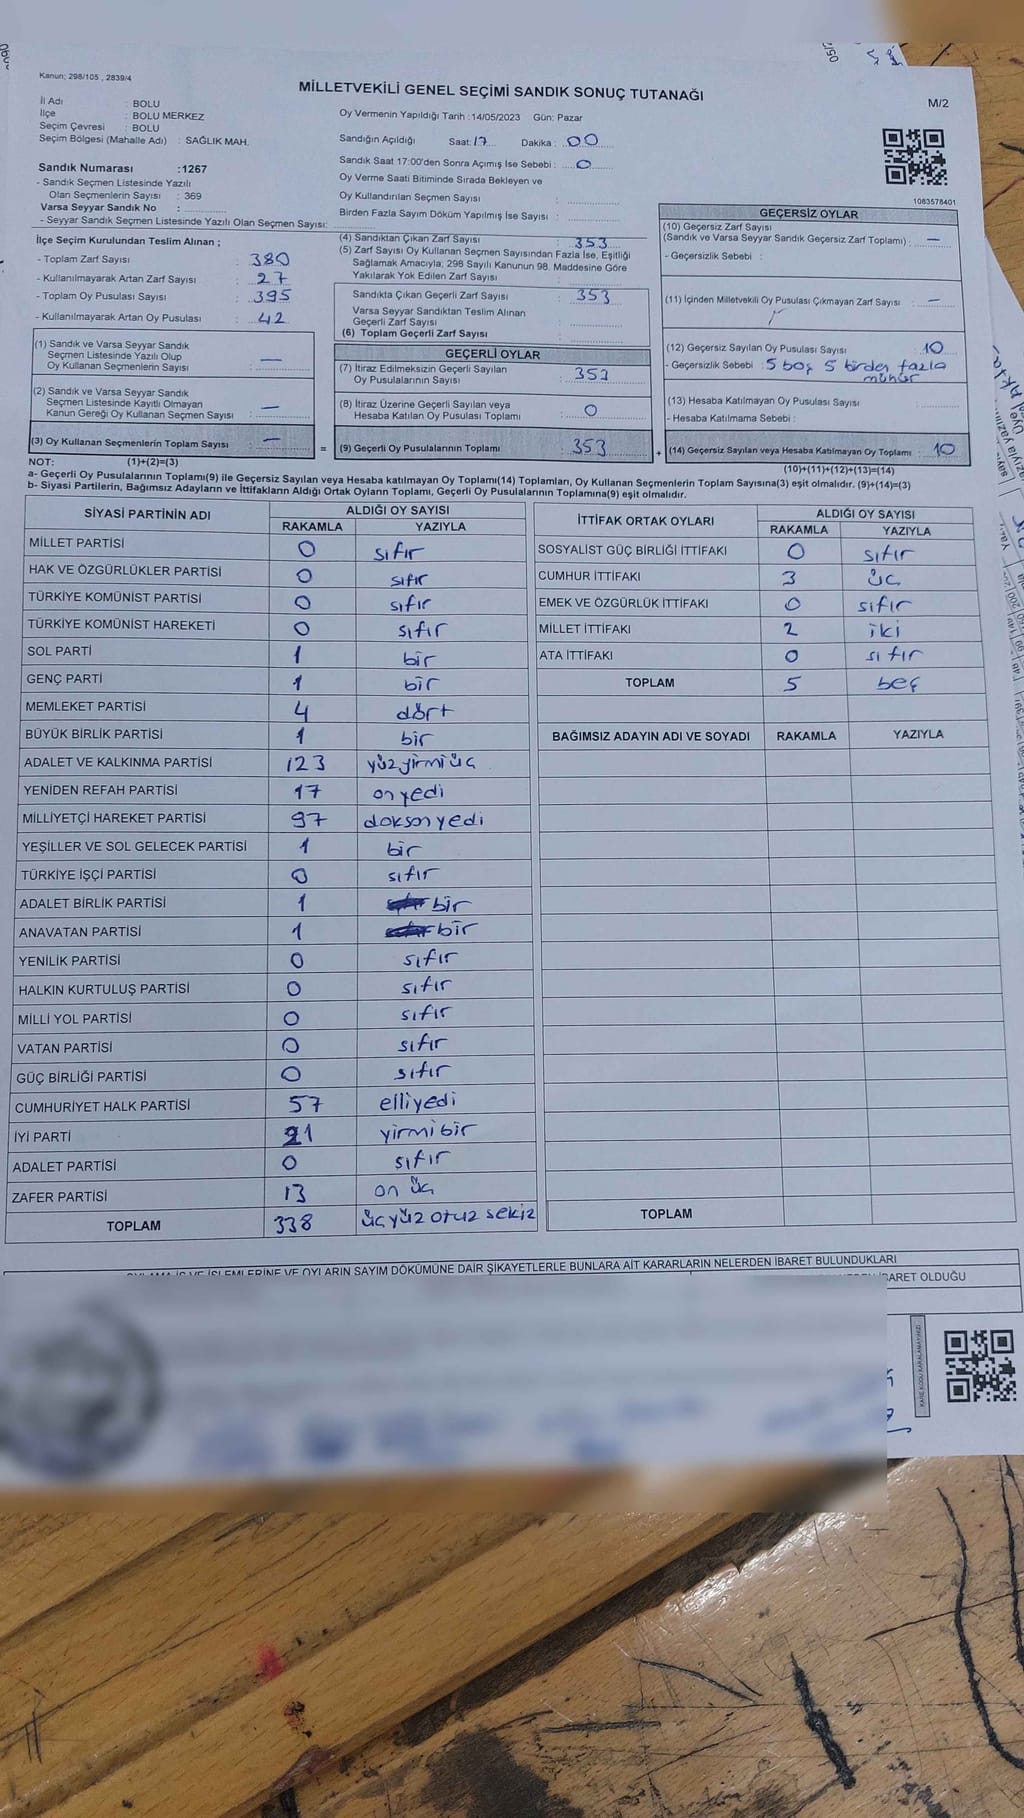 Kanun; 298/105 , 2839/4
MİLLETVEKİLİ GENEL SEÇİMİ SANDIK SONUÇ TUTANAĞI
M/2
İl Adı : BOLU
İlçe : BOLU MERKEZ
Seçim Çevresi : BOLU
Seçim Bölgesi (Mahalle Adı) : SAĞLIK MAH.
Oy Vermenin Yapıldığı Tarih :14/05/2023 Gün: Pazar
Sandığın Açıldığı Saat: 17 Dakika : 00
Sandık Saat 17:00'den Sonra Açımış İse Sebebi : 0
Oy Verme Saati Bitiminde Sırada Bekleyen ve
Oy Kullandırılan Seçmen Sayısı :
Birden Fazla Sayım Döküm Yapılmış İse Sayısı :
1083578401
Sandık Numarası :1267
- Sandık Seçmen Listesinde Yazılı
Olan Seçmenlerin Sayısı : 369
Varsa Seyyar Sandık No :
- Seyyar Sandık Seçmen Listesinde Yazılı Olan Seçmen Sayısı:
İlçe Seçim Kurulundan Teslim Alınan ;
- Toplam Zarf Sayısı : 380
- Kullanılmayarak Artan Zarf Sayısı : 27
- Toplam Oy Pusulası Sayısı : 395
- Kullanılmayarak Artan Oy Pusulası : 42
(1) Sandık ve Varsa Seyyar Sandık
Seçmen Listesinde Yazılı Olup
Oy Kullanan Seçmenlerin Sayısı : —
(2) Sandık ve Varsa Seyyar Sandık
Seçmen Listesinde Kayıtlı Olmayan
Kanun Gereği Oy Kullanan Seçmen Sayısı : —
(3) Oy Kullanan Seçmenlerin Toplam Sayısı : —
(1)+(2)=(3)
(4) Sandıktan Çıkan Zarf Sayısı : 353
(5) Zarf Sayısı Oy Kullanan Seçmen Sayısından Fazla İse, Eşitliği
Sağlamak Amacıyla; 298 Sayılı Kanunun 98. Maddesine Göre
Yakılarak Yok Edilen Zarf Sayısı :
Sandıkta Çıkan Geçerli Zarf Sayısı : 353
Varsa Seyyar Sandıktan Teslim Alınan
Geçerli Zarf Sayısı :
(6) Toplam Geçerli Zarf Sayısı :
GEÇERLİ OYLAR
(7) İtiraz Edilmeksizin Geçerli Sayılan
Oy Pusulalarının Sayısı : 353
(8) İtiraz Üzerine Geçerli Sayılan veya
Hesaba Katılan Oy Pusulası Toplamı : 0
= (9) Geçerli Oy Pusulalarının Toplamı : 353
GEÇERSİZ OYLAR
(10) Geçersiz Zarf Sayısı
(Sandık ve Varsa Seyyar Sandık Geçersiz Zarf Toplamı) : —
- Geçersizlik Sebebi :
(11) İçinden Milletvekili Oy Pusulası Çıkmayan Zarf Sayısı : —
(12) Geçersiz Sayılan Oy Pusulası Sayısı : 10
- Geçersizlik Sebebi : 5 boş 5 birden fazla
mühür
(13) Hesaba Katılmayan Oy Pusulası Sayısı :
- Hesaba Katılmama Sebebi :
+ (14) Geçersiz Sayılan veya Hesaba Katılmayan Oy Toplamı : 10
(10)+(11)+(12)+(13)=(14)
NOT:
a- Geçerli Oy Pusulalarının Toplamı(9) ile Geçersiz Sayılan veya Hesaba katılmayan Oy Toplamı(14) Toplamları, Oy Kullanan Seçmenlerin Toplam Sayısına(3) eşit olmalıdır. (9)+(14)=(3)
b- Siyasi Partilerin, Bağımsız Adayların ve İttifakların Aldığı Ortak Oyların Toplamı, Geçerli Oy Pusulalarının Toplamına(9) eşit olmalıdır.
SİYASİ PARTİNİN ADI ALDIĞI OY SAYISI
RAKAMLA YAZIYLA
MİLLET PARTİSİ 0 sıfır
HAK VE ÖZGÜRLÜKLER PARTİSİ 0 sıfır
TÜRKİYE KOMÜNİST PARTİSİ 0 sıfır
TÜRKİYE KOMÜNİST HAREKETİ 0 sıfır
SOL PARTİ 1 bir
GENÇ PARTİ 1 bir
MEMLEKET PARTİSİ 4 dört
BÜYÜK BİRLİK PARTİSİ 1 bir
ADALET VE KALKINMA PARTİSİ 123 yüzyirmiüç
YENİDEN REFAH PARTİSİ 17 onyedi
MİLLİYETÇİ HAREKET PARTİSİ 97 doksanyedi
YEŞİLLER VE SOL GELECEK PARTİSİ 1 bir
TÜRKİYE İŞÇİ PARTİSİ 0 sıfır
ADALET BİRLİK PARTİSİ 1 bir
ANAVATAN PARTİSİ 1 bir
YENİLİK PARTİSİ 0 sıfır
HALKIN KURTULUŞ PARTİSİ 0 sıfır
MİLLİ YOL PARTİSİ 0 sıfır
VATAN PARTİSİ 0 sıfır
GÜÇ BİRLİĞİ PARTİSİ 0 sıfır
CUMHURİYET HALK PARTİSİ 57 elliyedi
İYİ PARTİ 21 yirmibir
ADALET PARTİSİ 0 sıfır
ZAFER PARTİSİ 13 on üç
TOPLAM 338 üçyüz otuz sekiz
İTTİFAK ORTAK OYLARI ALDIĞI OY SAYISI
RAKAMLA YAZIYLA
SOSYALİST GÜÇ BİRLİĞİ İTTİFAKI 0 sıfır
CUMHUR İTTİFAKI 3 üç
EMEK VE ÖZGÜRLÜK İTTİFAKI 0 sıfır
MİLLET İTTİFAKI 2 iki
ATA İTTİFAKI 0 sıfır
TOPLAM 5 beş
BAĞIMSIZ ADAYIN ADI VE SOYADI RAKAMLA YAZIYLA
TOPLAM
OYLAMA İŞ VE İŞLEMLERİNE VE OYLARIN SAYIM DÖKÜMÜNE DAİR ŞİKAYETLERLE BUNLARA AİT KARARLARIN NELERDEN İBARET BULUNDUKLARI
İBARET OLDUĞU
KARE KODU KARALAMAYINIZ!